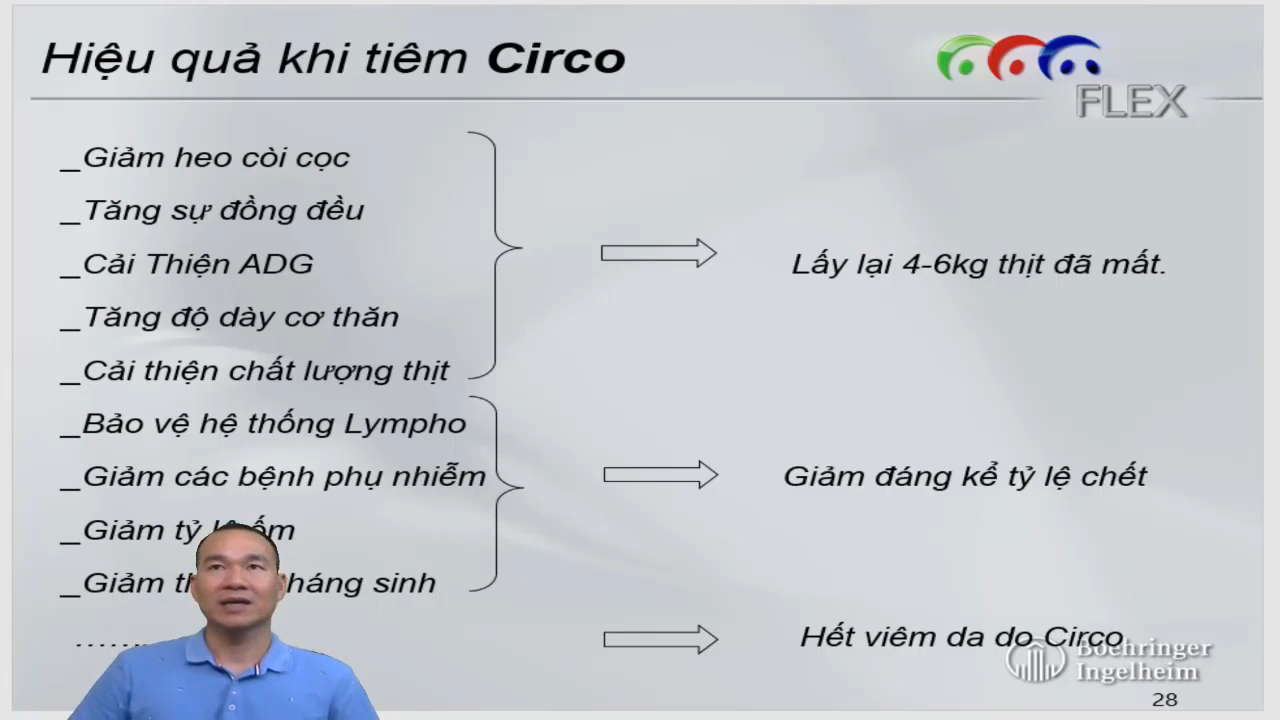 Hiệu quả khi tiêm Circo
FLEX
_Giảm heo còi cọc
_Tăng sự đồng đều
_Cải Thiện ADG
_Tăng độ dày cơ thăn
_Cải thiện chất lượng thịt
Lấy lại 4-6kg thịt đã mất.
_Bảo vệ hệ thống Lympho
_Giảm các bệnh phụ nhiễm
_Giảm tỷ lệ ốm
_Giảm kháng sinh
Giảm đáng kể tỷ lệ chết
Hết viêm da do Circo
Boehringer
Ingelheim
28